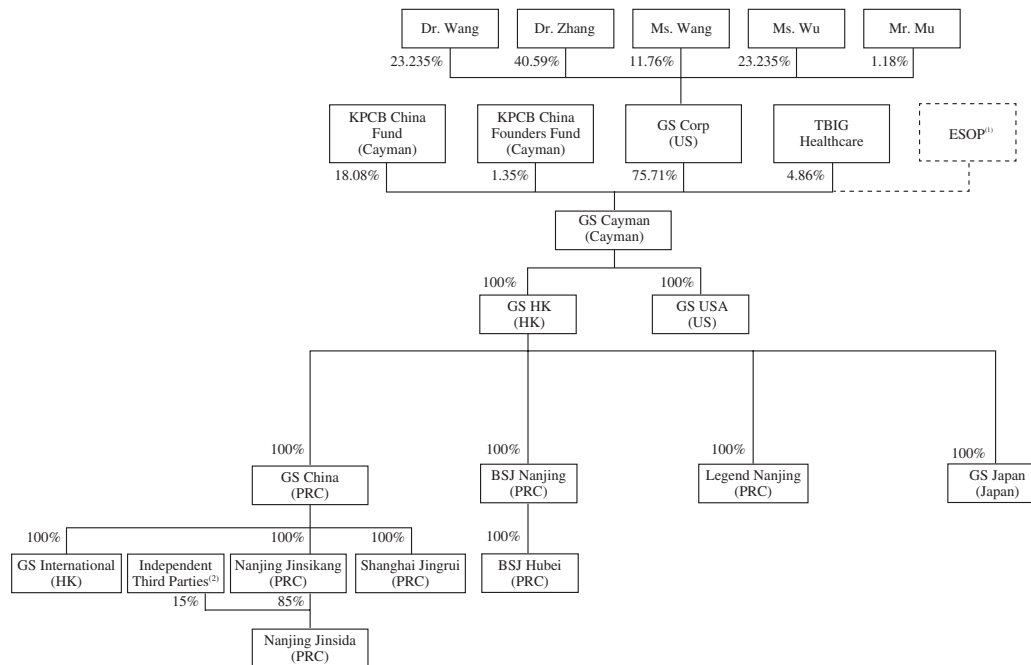 Dr. Wang
Dr. Zhang
Ms. Wang
Ms. Wu
Mr. Mu
23.235%
40.59%
11.76%
23.235%
1.18%
KPCB China
Fund
(Cayman)
KPCB China
Founders Fund
(Cayman)
GS Corp
(US)
TBIG
Healthcare
ESOP(1)
18.08%
1.35%
75.71%
4.86%
GS Cayman
(Cayman)
100%
100%
GS HK
(HK)
GS USA
(US)
100%
100%
100%
100%
GS China
(PRC)
BSJ Nanjing
(PRC)
Legend Nanjing
(PRC)
GS Japan
(Japan)
100%
100%
100%
100%
GS International
(HK)
Independent
Third Parties(2)
Nanjing Jinsikang
(PRC)
Shanghai Jingrui
(PRC)
BSJ Hubei
(PRC)
15%
85%
Nanjing Jinsida
(PRC)